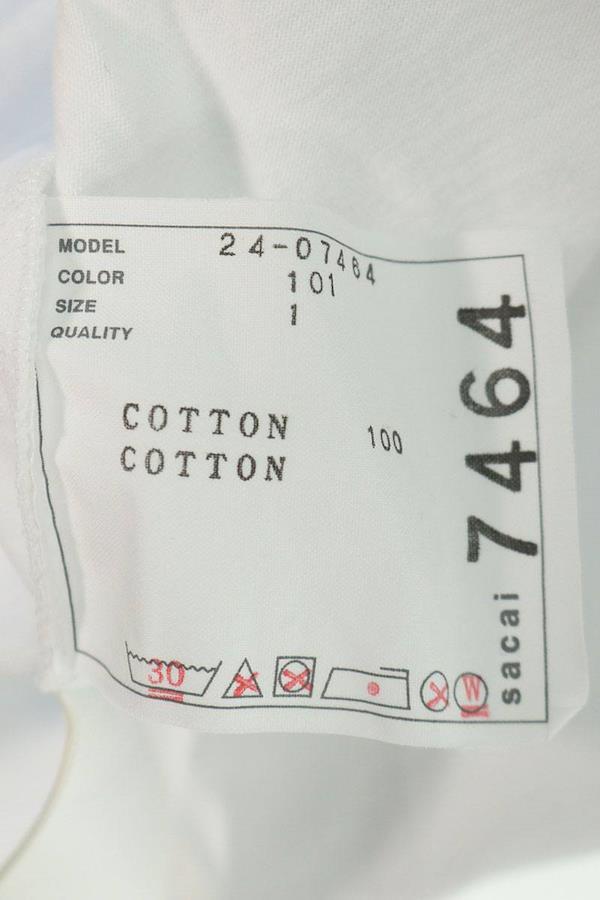 MODEL 24-07464
COLOR 101
SIZE 1
QUALITY
COTTON 100
COTTON
30
W
sacai 7464